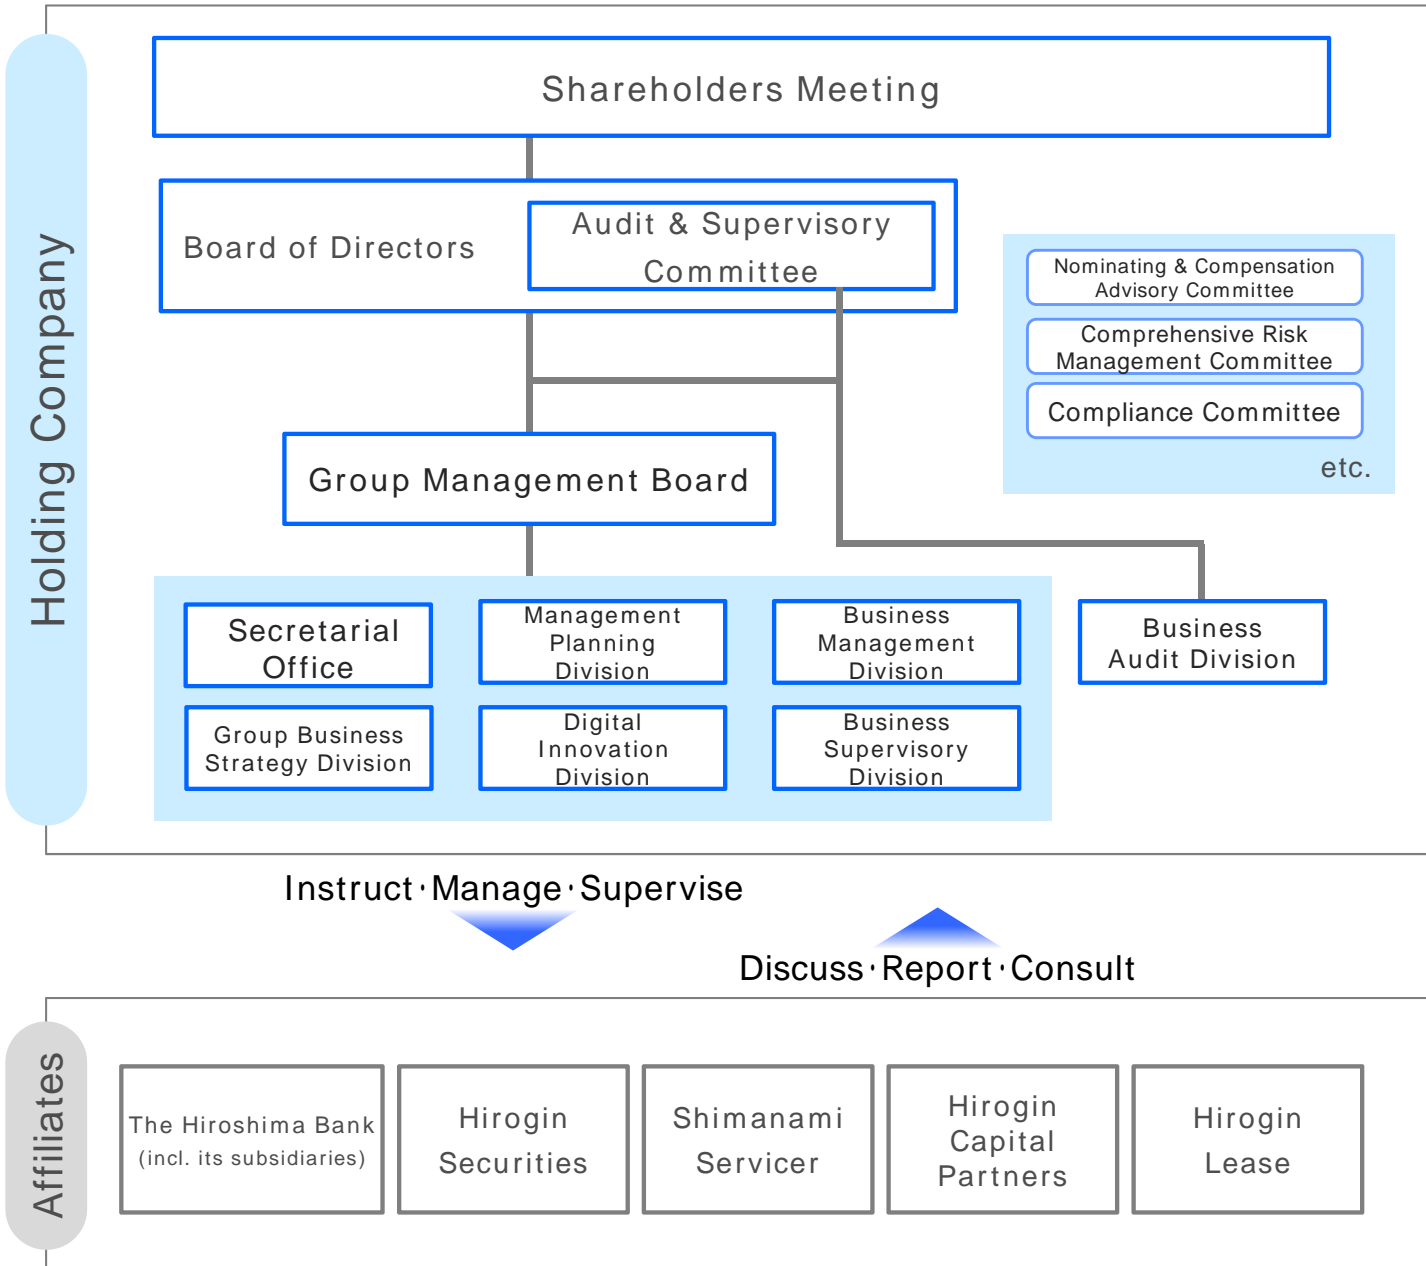 Holding Company
Shareholders Meeting
Board of Directors
Audit & Supervisory
Committee
Nominating & Compensation
Advisory Committee
Comprehensive Risk
Management Committee
Compliance Committee
etc.
Group Management Board
Secretarial
Office
Management
Planning
Division
Business
Management
Division
Business
Audit Division
Group Business
Strategy Division
Digital
Innovation
Division
Business
Supervisory
Division
Instruct・Manage・Supervise
Discuss・Report・Consult
Affiliates
The Hiroshima Bank
(incl. its subsidiaries)
Hirogin
Securities
Shimanami
Servicer
Hirogin
Capital
Partners
Hirogin
Lease